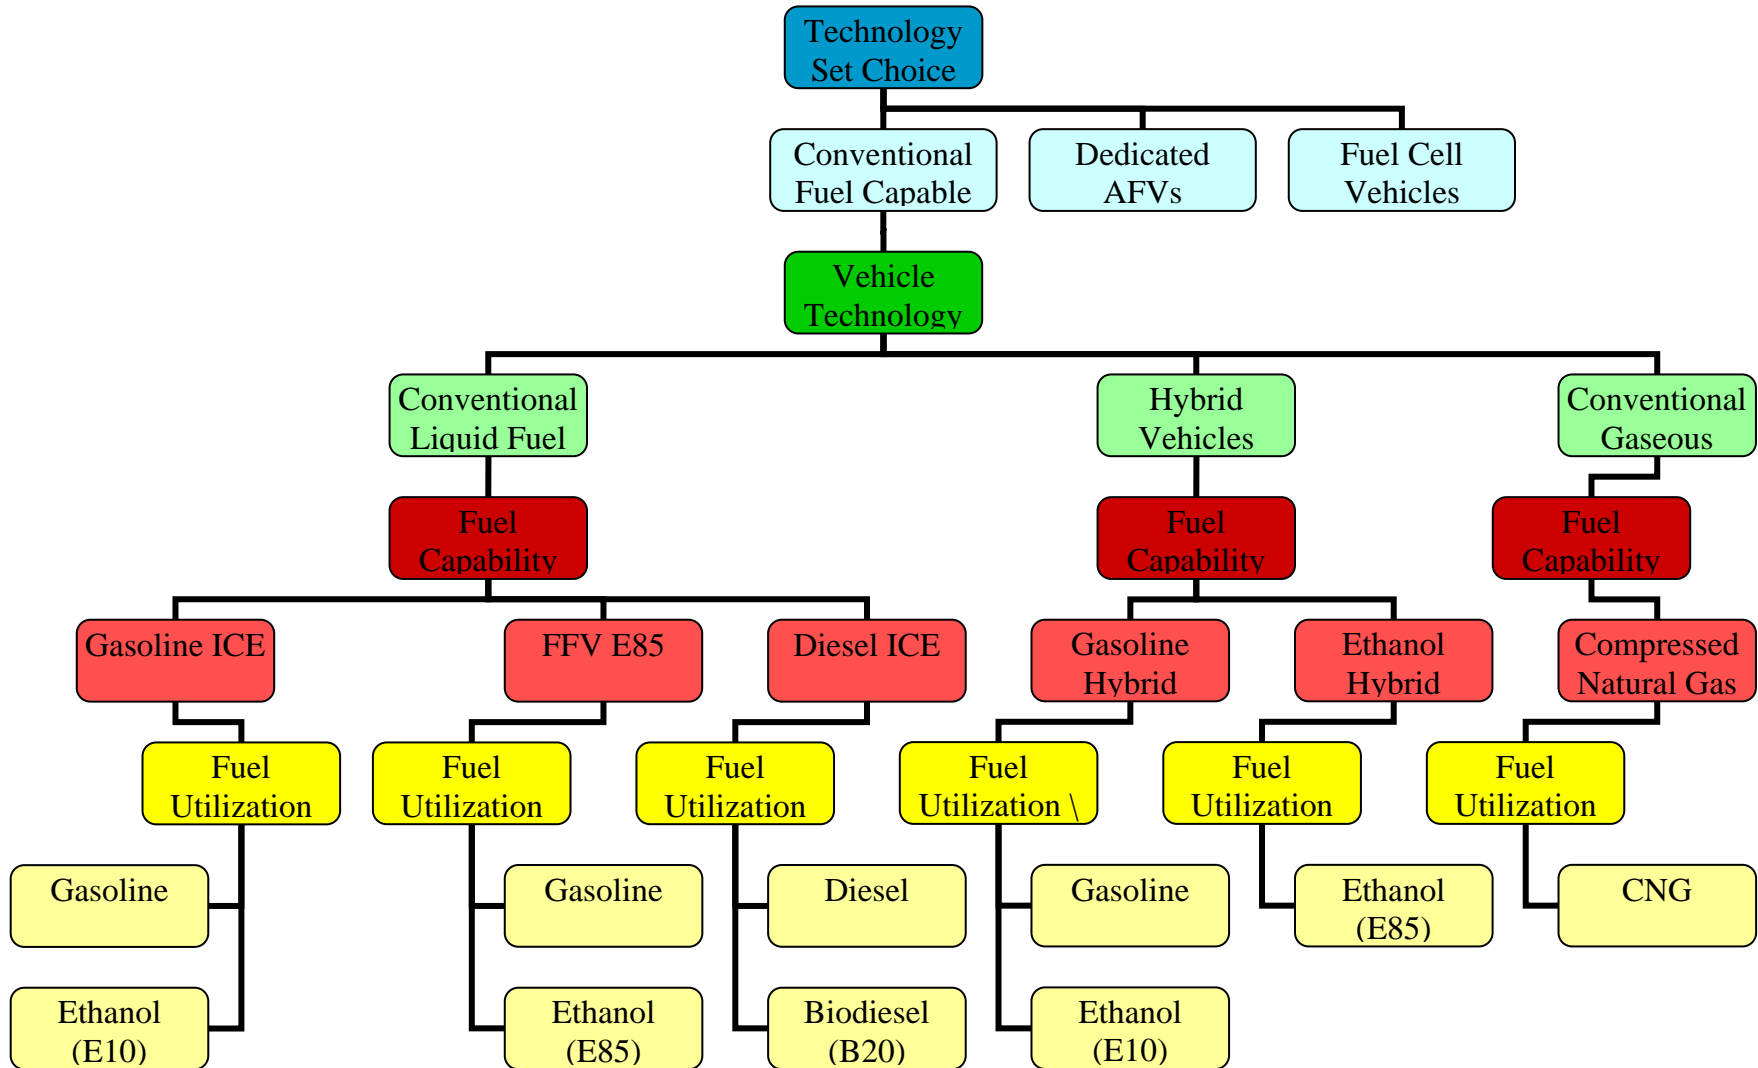 Technology
Set Choice
Conventional
Fuel Capable
Dedicated
AFVs
Fuel Cell
Vehicles
Vehicle
Technology
Conventional
Liquid Fuel
Hybrid
Vehicles
Conventional
Gaseous
Fuel
Capability
Fuel
Capability
Fuel
Capability
Gasoline ICE
FFV E85
Diesel ICE
Gasoline
Hybrid
Ethanol
Hybrid
Compressed
Natural Gas
Fuel
Utilization
Fuel
Utilization
Fuel
Utilization
Fuel
Utilization \
Fuel
Utilization
Fuel
Utilization
Gasoline
Gasoline
Diesel
Gasoline
Ethanol
(E85)
CNG
Ethanol
(E10)
Ethanol
(E85)
Biodiesel
(B20)
Ethanol
(E10)